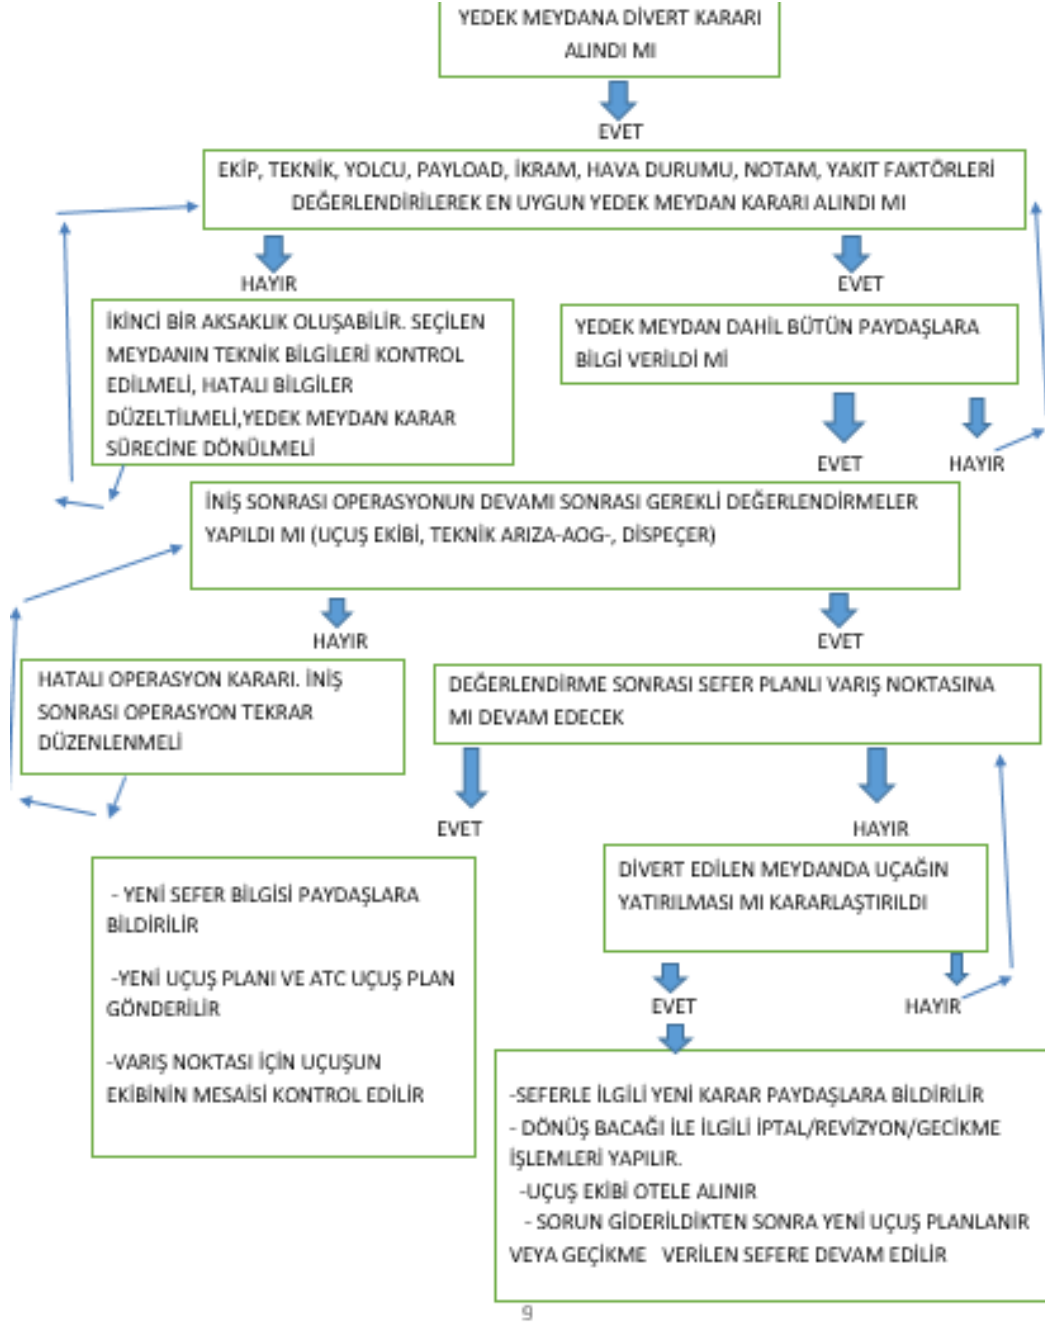 YEDEK MEYDANA DİVERT KARARI
ALINDI MI
EVET
EKİP, TEKNİK, YOLCU, PAYLOAD, İKRAM, HAVA DURUMU, NOTAM, YAKIT FAKTÖRLERİ
DEĞERLENDİRİLEREK EN UYGUN YEDEK MEYDAN KARARI ALINDI MI
HAYIR
EVET
İKİNCİ BİR AKSAKLIK OLUŞABİLİR. SEÇİLEN
MEYDANIN TEKNİK BİLGİLERİ KONTROL
EDİLMELİ, HATALI BİLGİLER
DÜZELTİLMELİ,YEDEK MEYDAN KARAR
SÜRECİNE DÖNÜLMELİ
YEDEK MEYDAN DAHİL BÜTÜN PAYDAŞLARA
BİLGİ VERİLDİ Mİ
EVET
HAYIR
İNİŞ SONRASI OPERASYONUN DEVAMI SONRASI GEREKLİ DEĞERLENDİRMELER
YAPILDI MI (UÇUŞ EKİBİ, TEKNİK ARIZA-AOG-, DİSPEÇER)
HAYIR
EVET
HATALI OPERASYON KARARI. İNİŞ
SONRASI OPERASYON TEKRAR
DÜZENLENMELİ
DEĞERLENDİRME SONRASI SEFER PLANLI VARIŞ NOKTASINA
MI DEVAM EDECEK
EVET
HAYIR
- YENİ SEFER BİLGİSİ PAYDAŞLARA
BİLDİRİLİR
-YENİ UÇUŞ PLANI VE ATC UÇUŞ PLAN
GÖNDERİLİR
-VARIŞ NOKTASI İÇİN UÇUŞUN
EKİBİNİN MESAİSİ KONTROL EDİLİR
DİVERT EDİLEN MEYDANDA UÇAĞIN
YATIRILMASI MI KARARLAŞTIRILDI
EVET
HAYIR
-SEFERLE İLGİLİ YENİ KARAR PAYDAŞLARA BİLDİRİLİR
- DÖNÜŞ BACAĞI İLE İLGİLİ İPTAL/REVİZYON/GECİKME
İŞLEMLERİ YAPILIR.
-UÇUŞ EKİBİ OTELE ALINIR
- SORUN GİDERİLDİKTEN SONRA YENİ UÇUŞ PLANLANIR
VEYA GEÇİKME VERİLEN SEFERE DEVAM EDİLİR
9